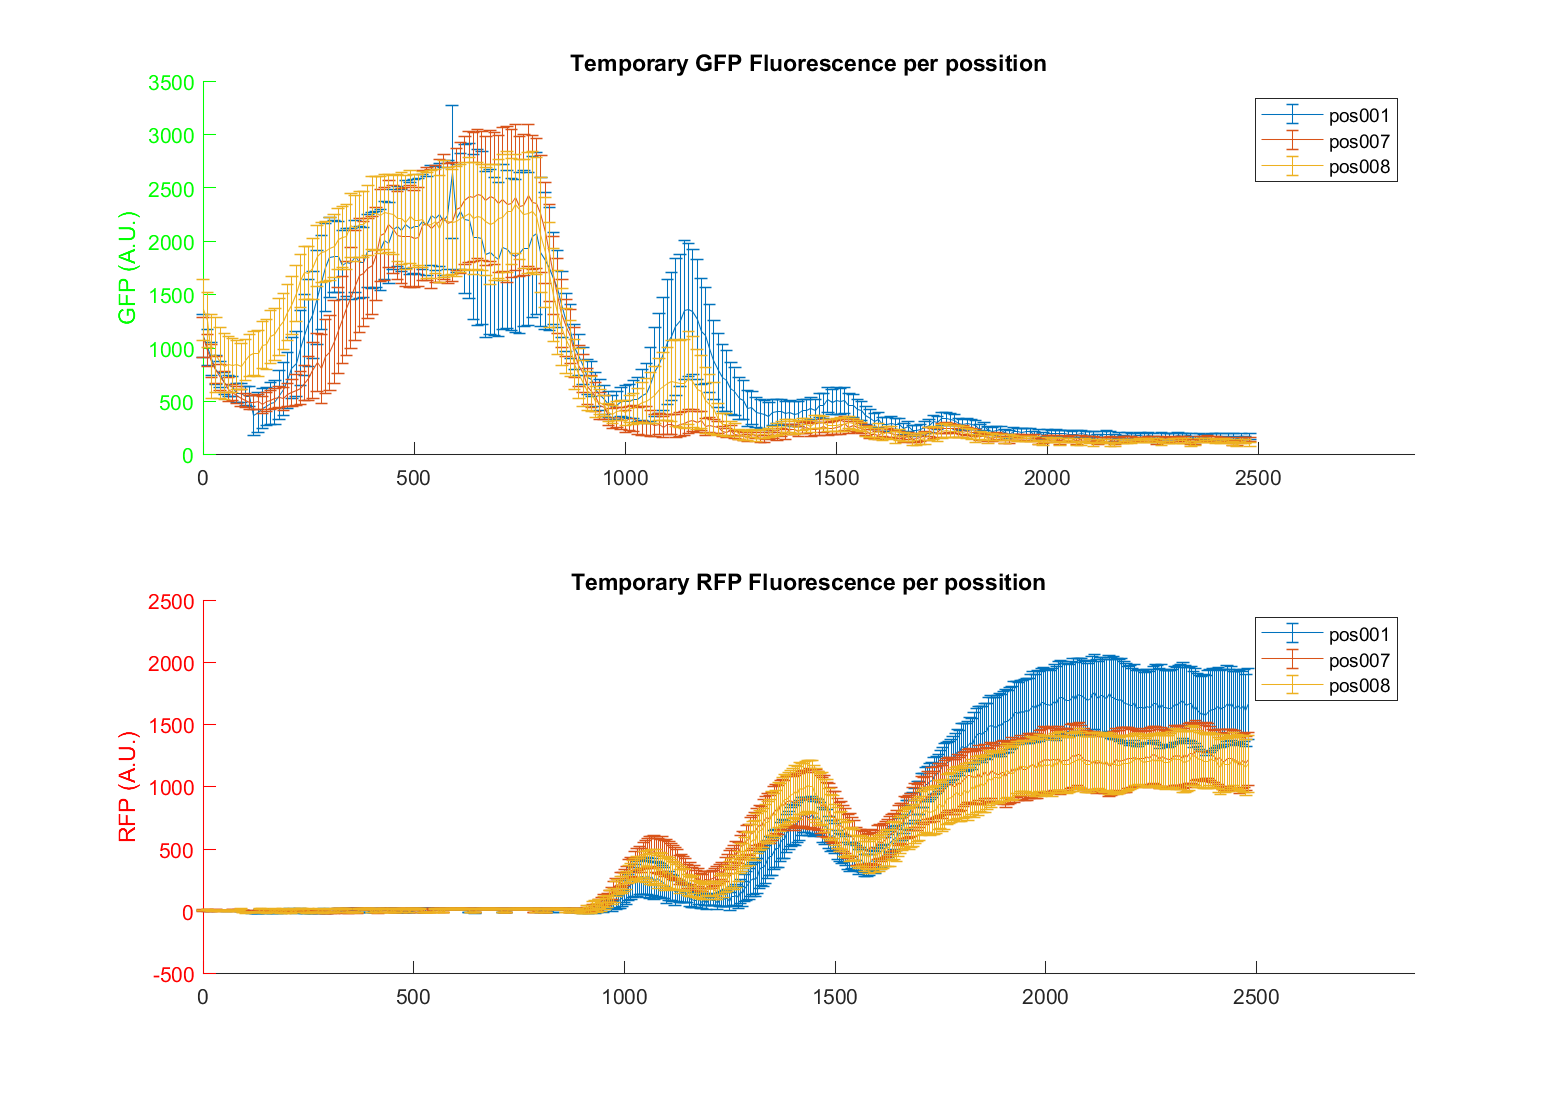 Temporary GFP Fluorescence per possition
GFP (A.U.)
3500
3000
2500
2000
1500
1000
500
0
0 500 1000 1500 2000 2500
pos001
pos007
pos008
Temporary RFP Fluorescence per possition
RFP (A.U.)
2500
2000
1500
1000
500
0
-500
0 500 1000 1500 2000 2500
pos001
pos007
pos008